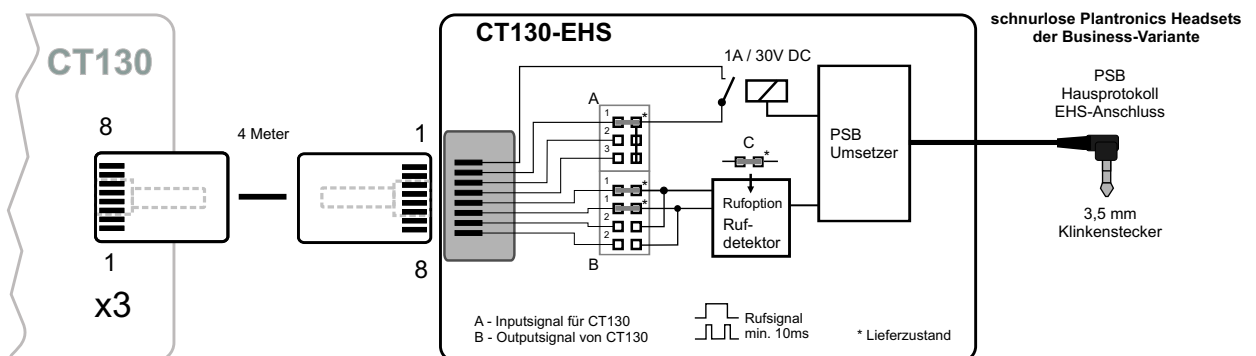 CT130
8
1
x3
4 Meter
1
8
CT130-EHS
1A / 30V DC
A
1
*
2
3
1
*
1
*
2
2
B
C
*
Rufoption
Ruf-
detektor
PSB
Umsetzer
A - Inputsignal für CT130
B - Outputsignal von CT130
Rufsignal
min. 10ms
* Lieferzustand
schnurlose Plantronics Headsets
der Business-Variante
PSB
Hausprotokoll
EHS-Anschluss
3,5 mm
Klinkenstecker